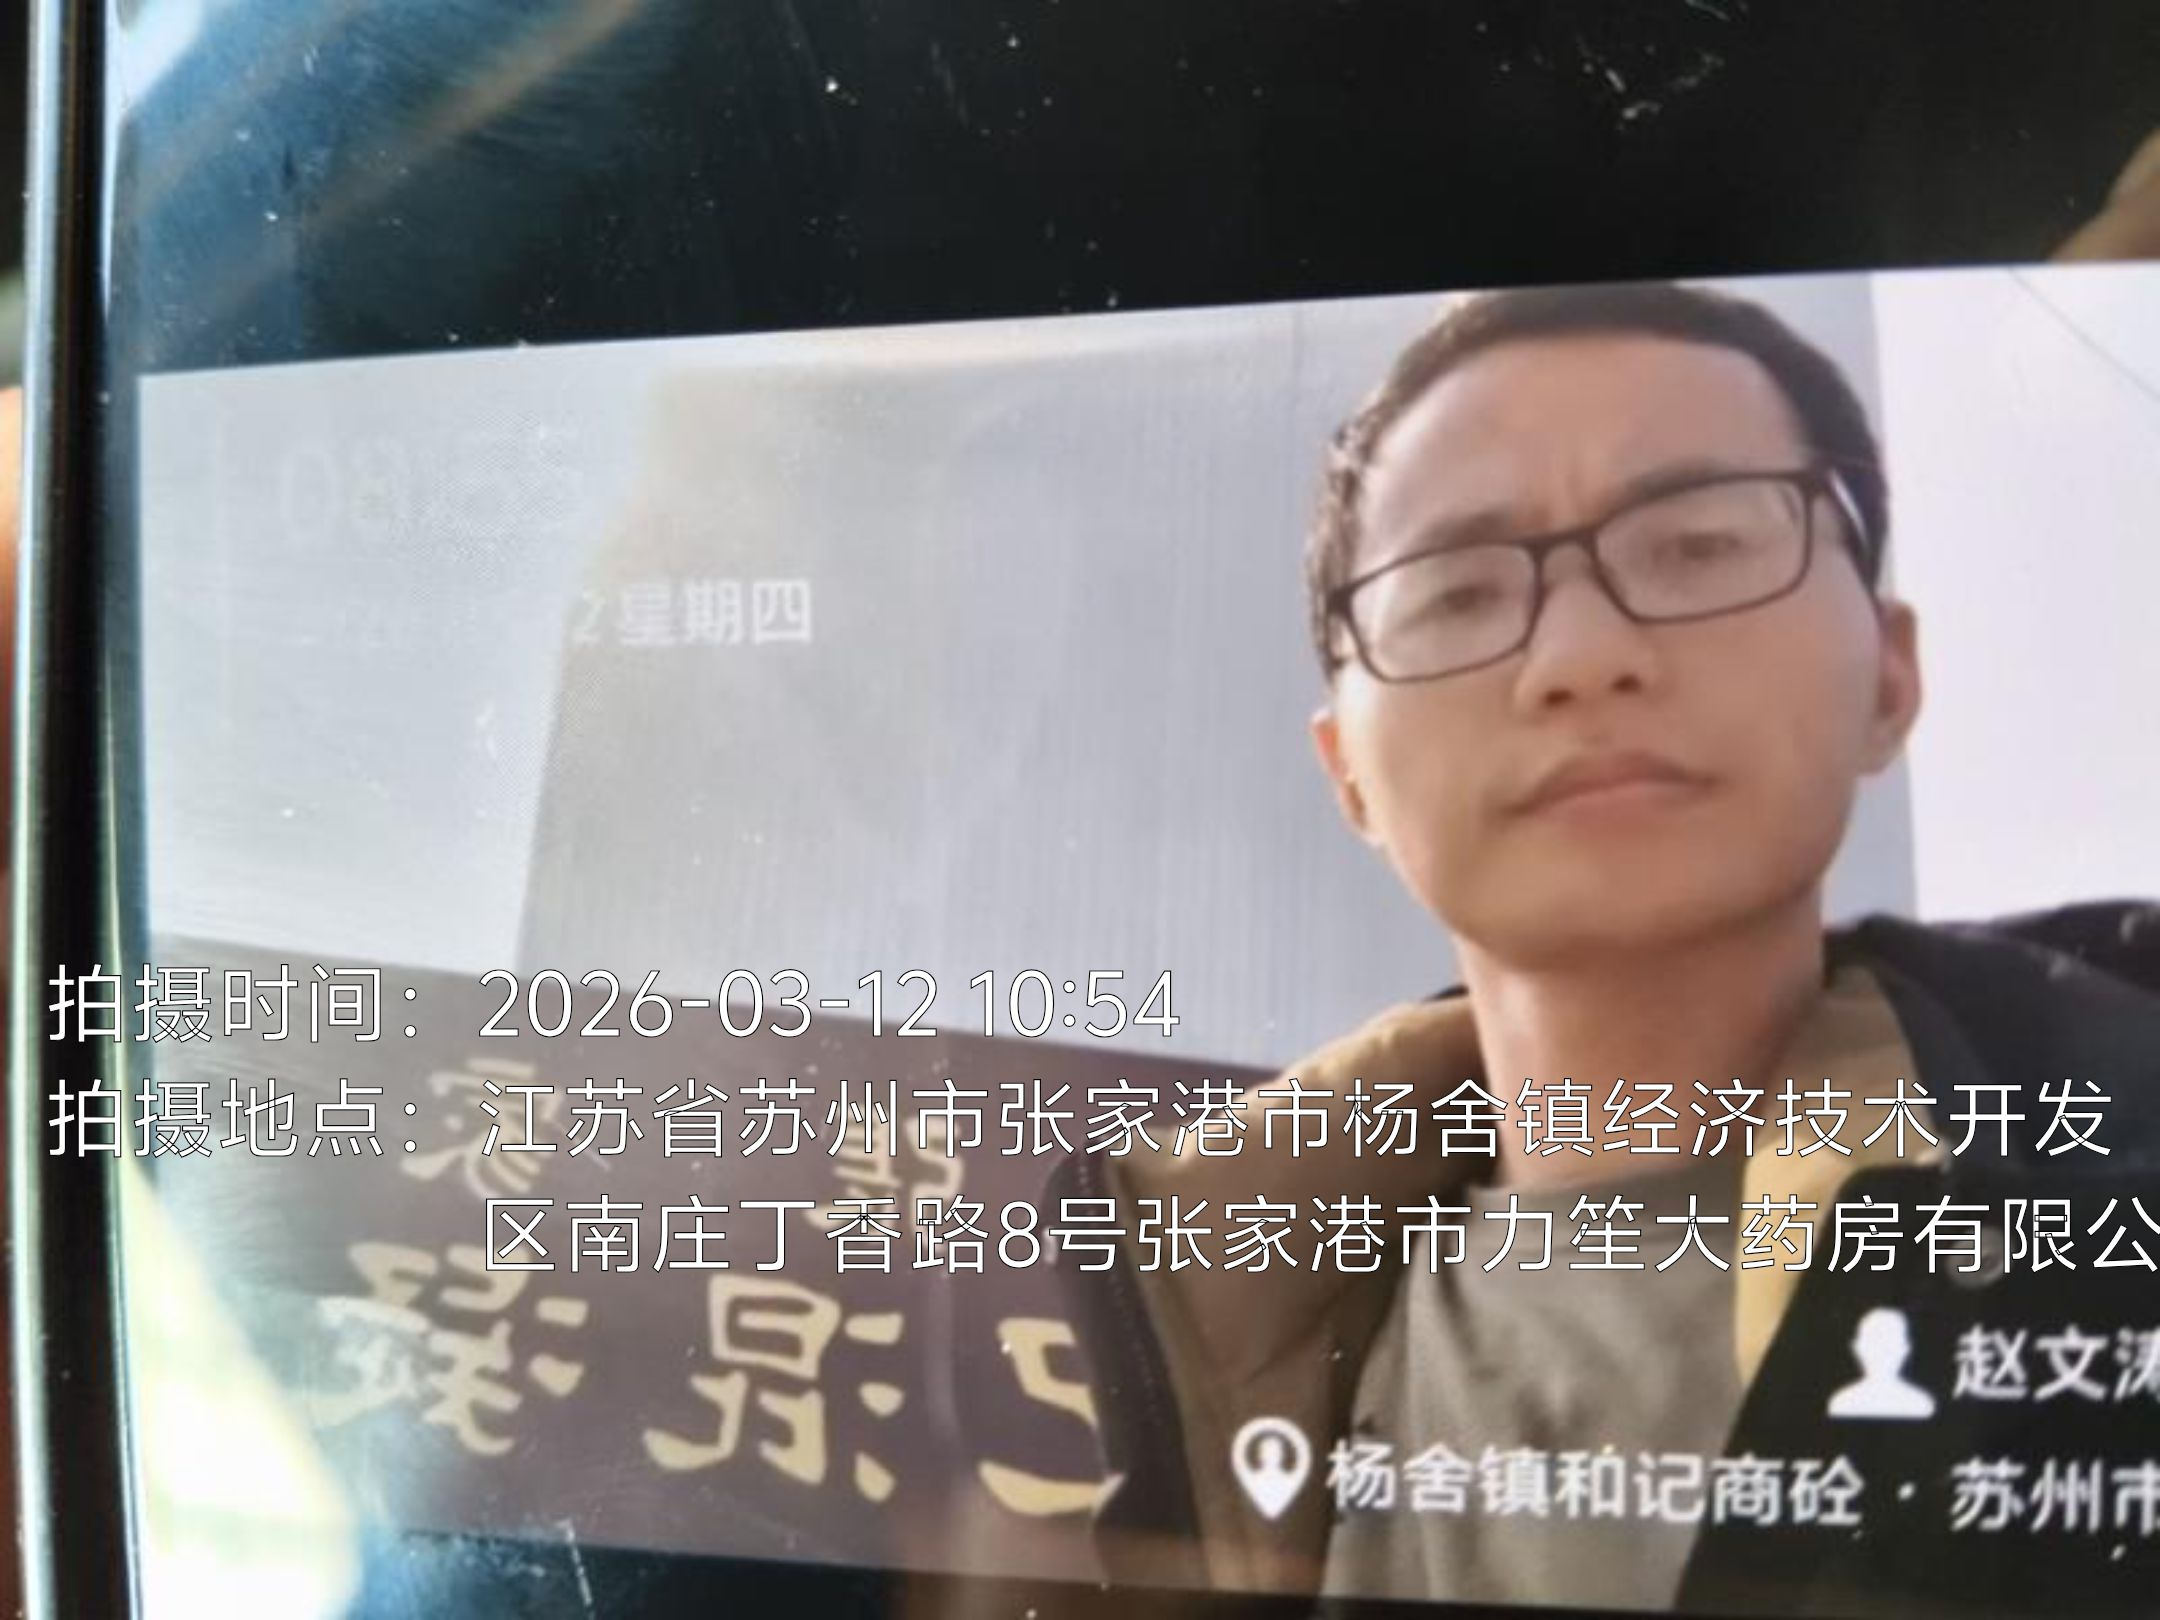 2 星期四
拍摄时间：2026-03-12 10:54
拍摄地点：江苏省苏州市张家港市杨舍镇经济技术开发
区南庄丁香路8号张家港市力笙大药房有限公
家
混
赵文涛
杨舍镇和记商砼·苏州市